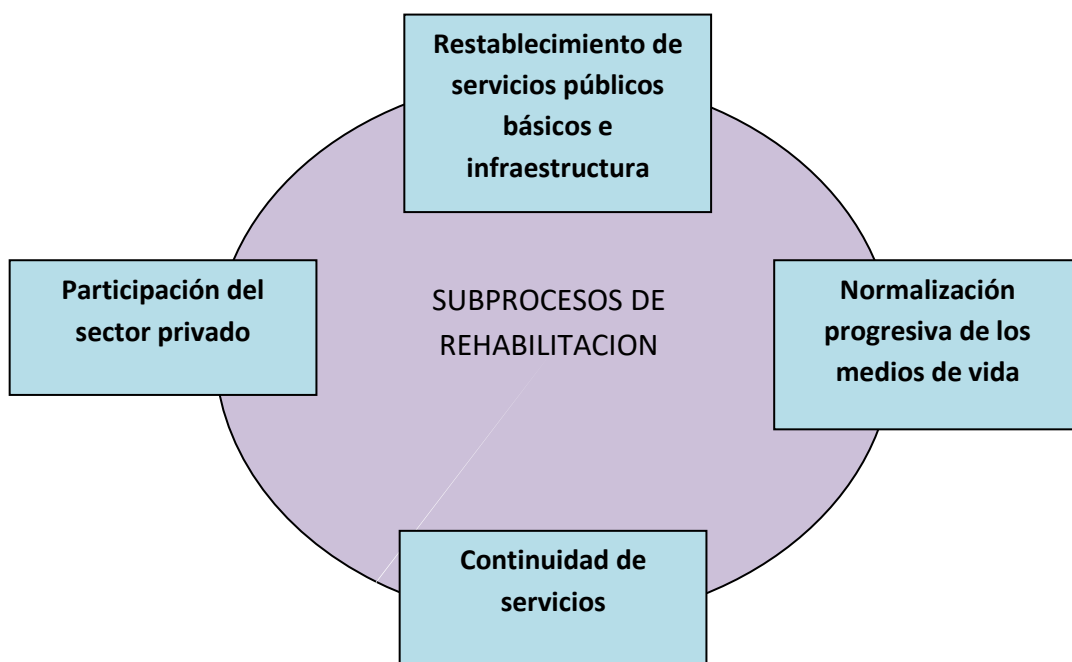 Restablecimiento de
servicios públicos
básicos e
infraestructura
Participación del
sector privado
SUBPROCESOS DE
REHABILITACION
Normalización
progresiva de los
medios de vida
Continuidad de
servicios